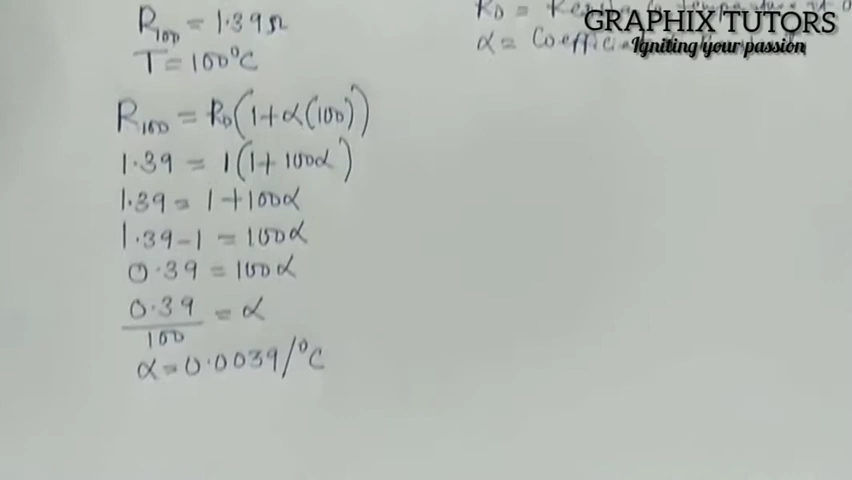 R₁₀₀ = 1.39Ω
T = 100°C
R₁₀₀ = R₀(1+α(100))
1.39 = 1(1+100α)
1.39 = 1+100α
1.39-1 = 100α
0.39 = 100α
0.39/100 = α
α = 0.0039/°C
R₀ =
α = Coefficie
GRAPHIX TUTORS
Igniting your passion